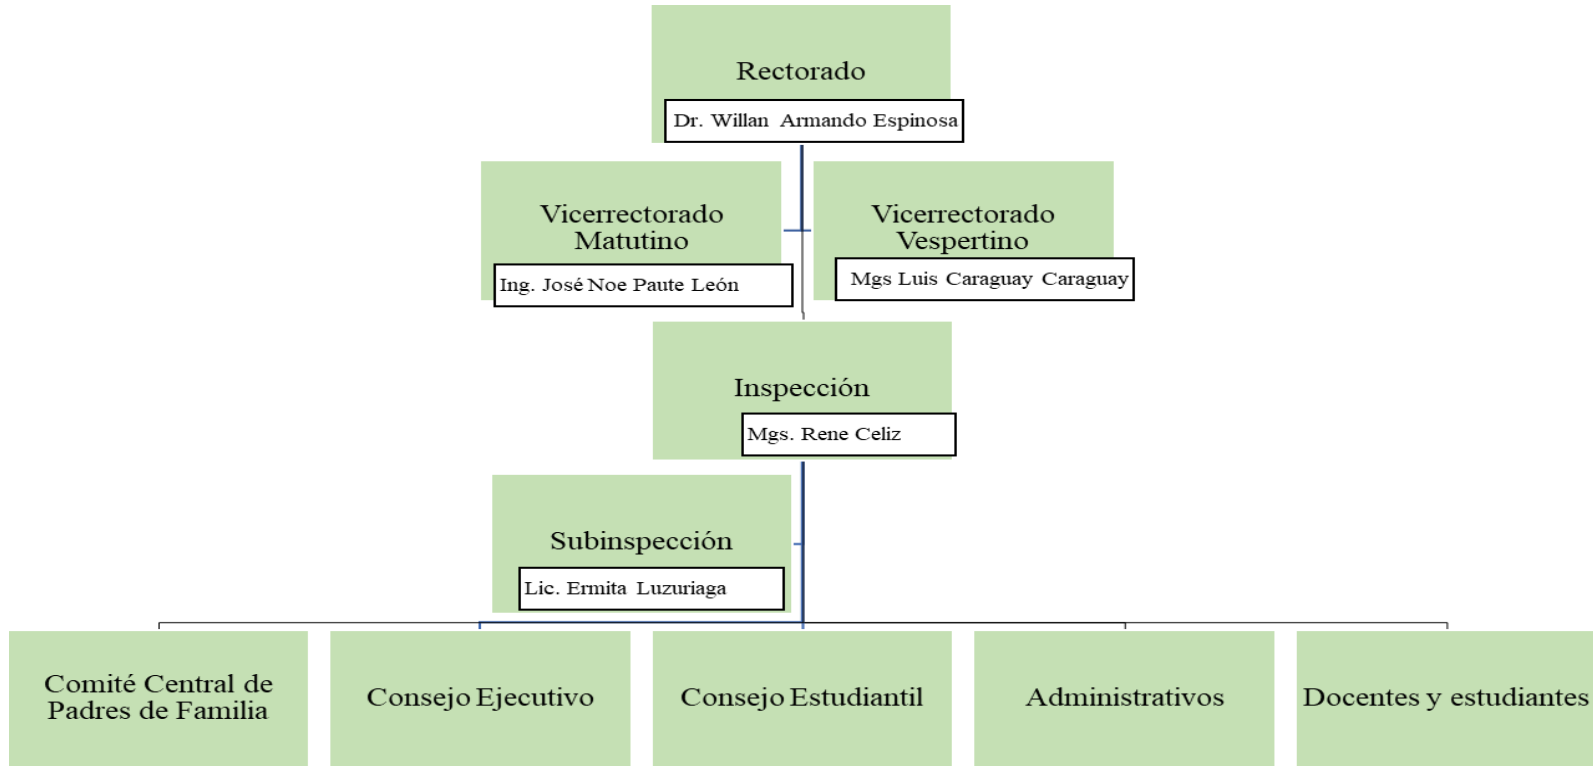 Rectorado
Dr. Willan Armando Espinosa
Vicerrectorado
Matutino
Ing. José Noe Paute León
Vicerrectorado
Vespertino
Mgs Luis Caraguay Caraguay
Inspección
Mgs. Rene Celiz
Subinspección
Lic. Ermita Luzuriaga
Comité Central de
Padres de Familia
Consejo Ejecutivo
Consejo Estudiantil
Administrativos
Docentes y estudiantes